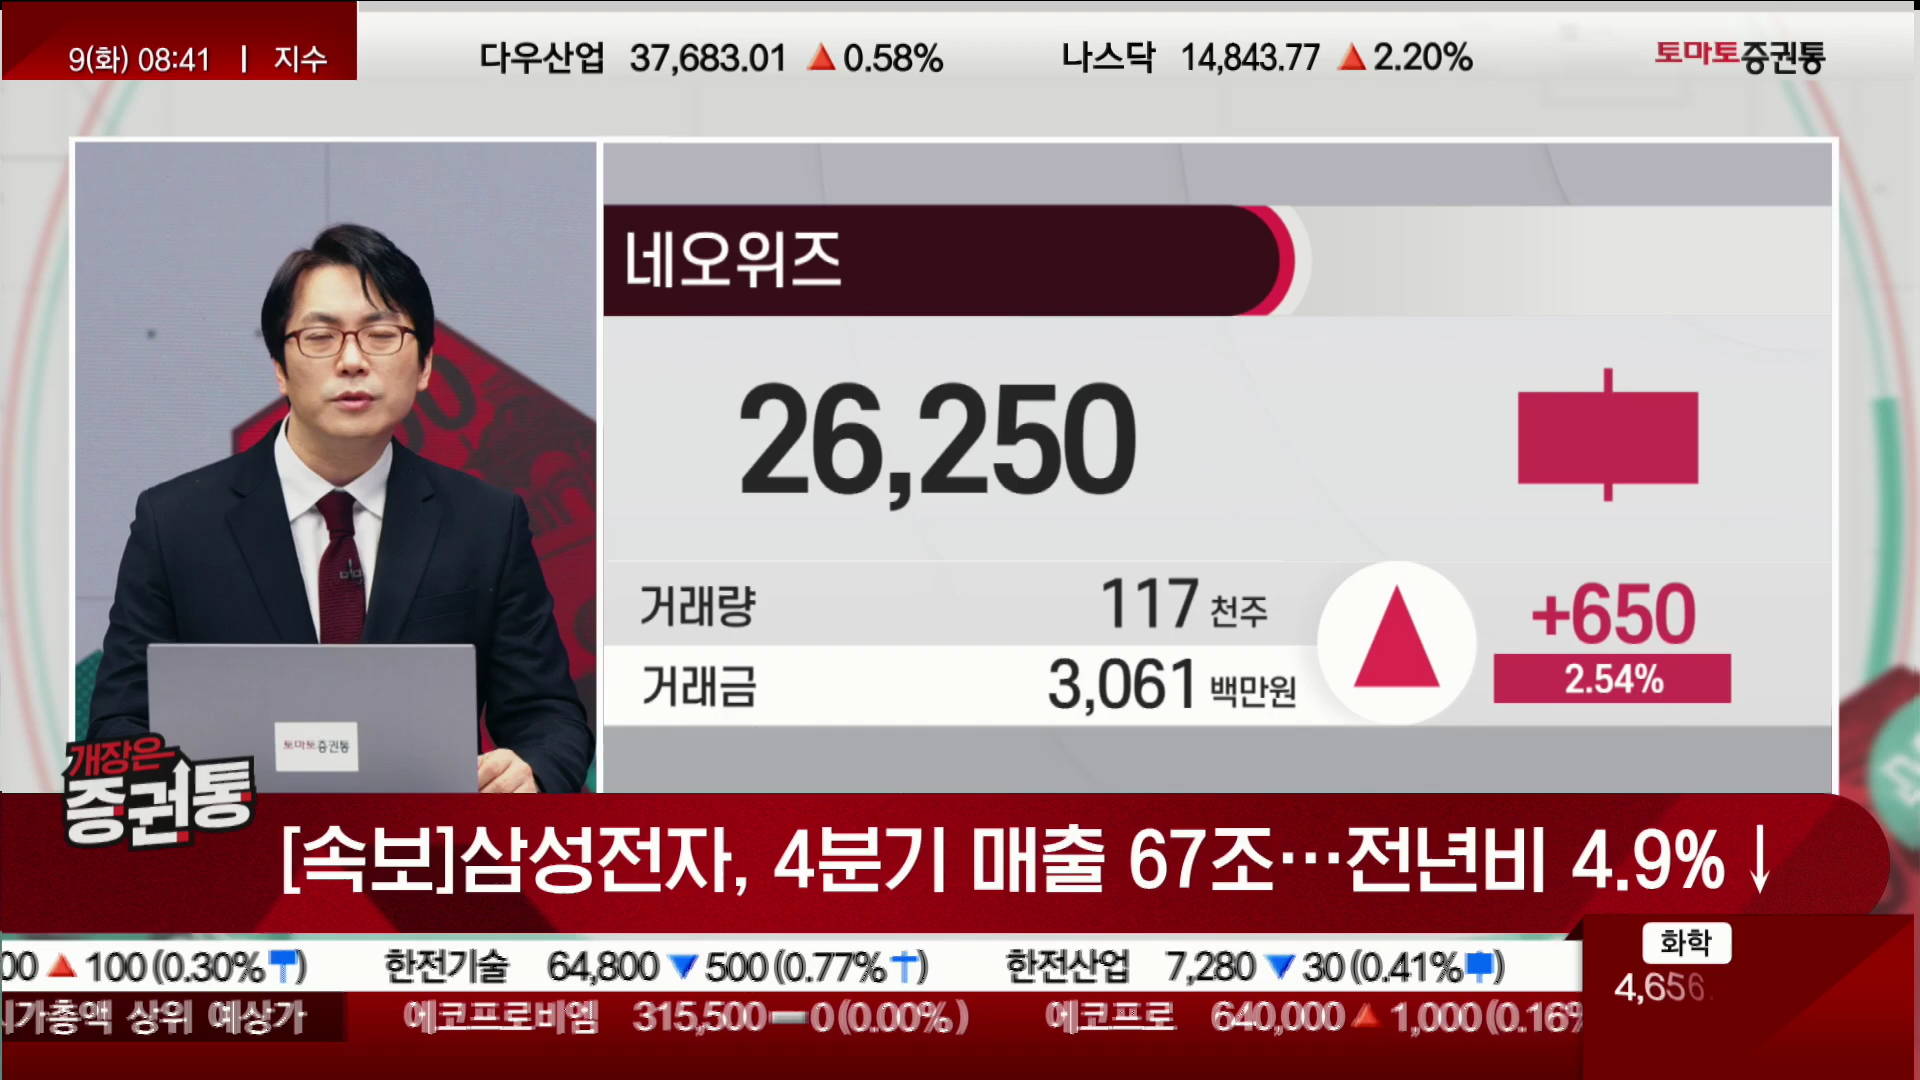 9(화) 08:41 | 지수
다우산업 37,683.01 ▲ 0.58%
나스닥 14,843.77 ▲ 2.20%
토마토증권통
네오위즈
26,250
거래량 117 천주
+650
거래금 3,061 백만원
2.54%
토마토증권통
개장은
증권통
[속보]삼성전자, 4분기 매출 67조…전년비 4.9%↓
00 ▲ 100 (0.30%) 한전기술 64,800 ▼ 500 (0.77%) 한전산업 7,280 ▼ 30 (0.41%)
화학
4,656.
시가총액 상위 예상가 에코프로비엠 315,500 0 (0.00%) 에코프로 640,000 ▲ 1,000 (0.16%